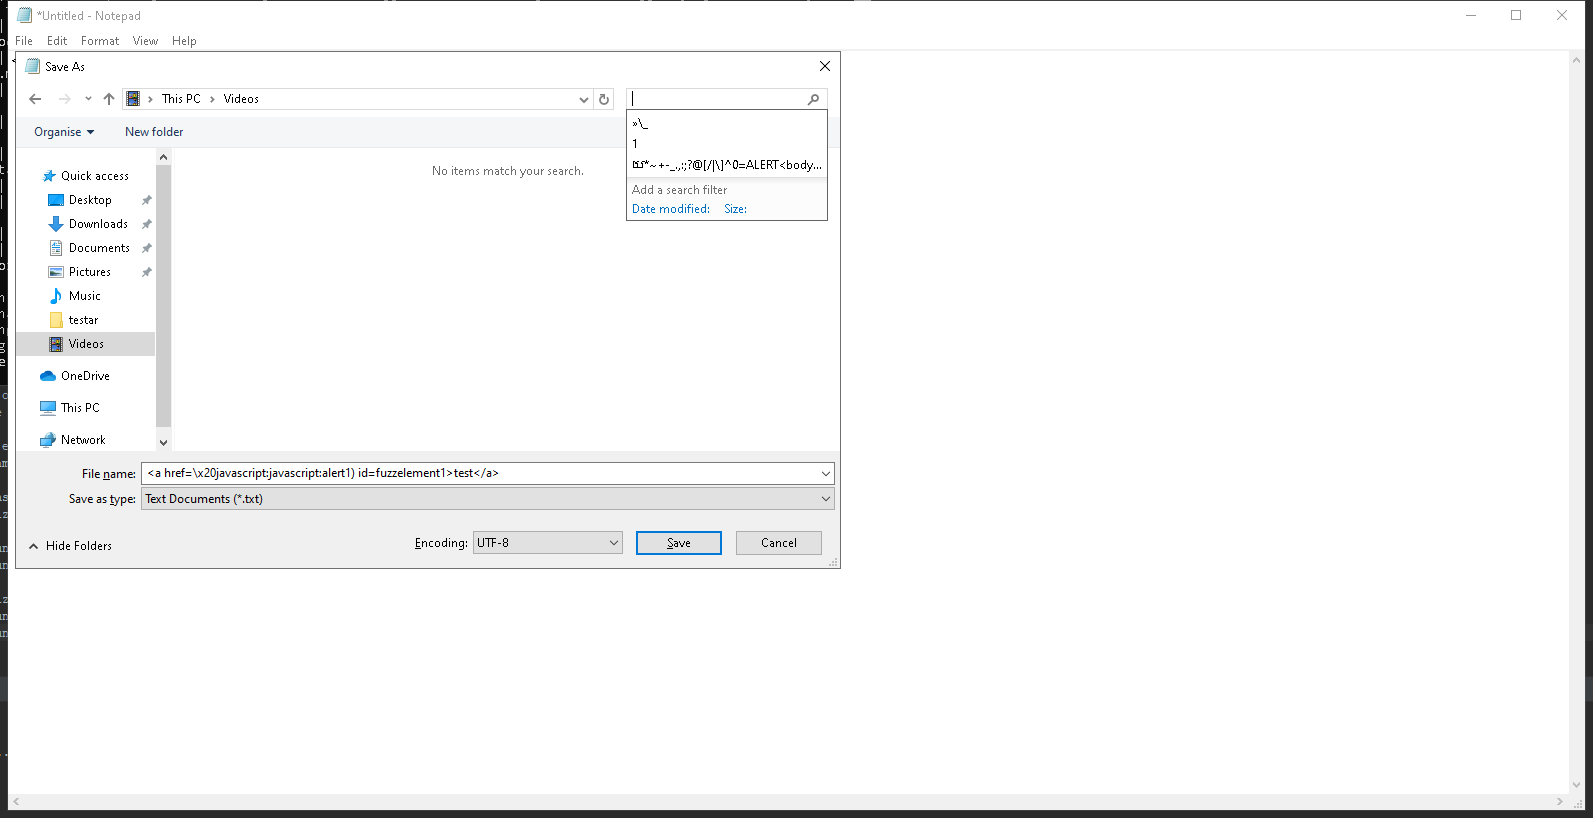 *Untitled - Notepad
File Edit Format View Help
Save As
This PC > Videos
Organise New folder
»\_
1
Add a search filter
Date modified: Size:
No items match your search.
Quick access
Desktop
Downloads
Documents
Pictures
Music
testar
Videos
OneDrive
This PC
Network
File name: <a href=\x20javascript:javascript:alert1) id=fuzzelement1>test</a>
Save as type: Text Documents (*.txt)
Hide Folders
Encoding: UTF-8 Save Cancel